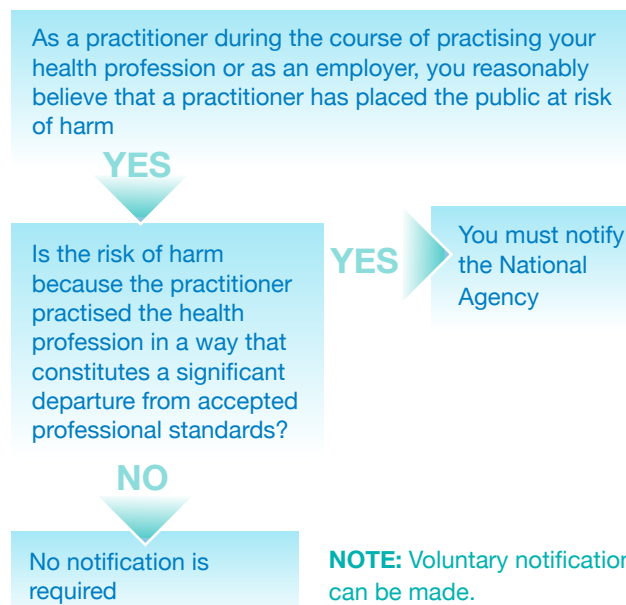 As a practitioner during the course of practising your
health profession or as an employer, you reasonably
believe that a practitioner has placed the public at risk
of harm
YES
Is the risk of harm
because the practitioner
practised the health
profession in a way that
constitutes a significant
departure from accepted
professional standards?
YES
You must notify
the National
Agency
NO
No notification is
required
NOTE: Voluntary notification
can be made.